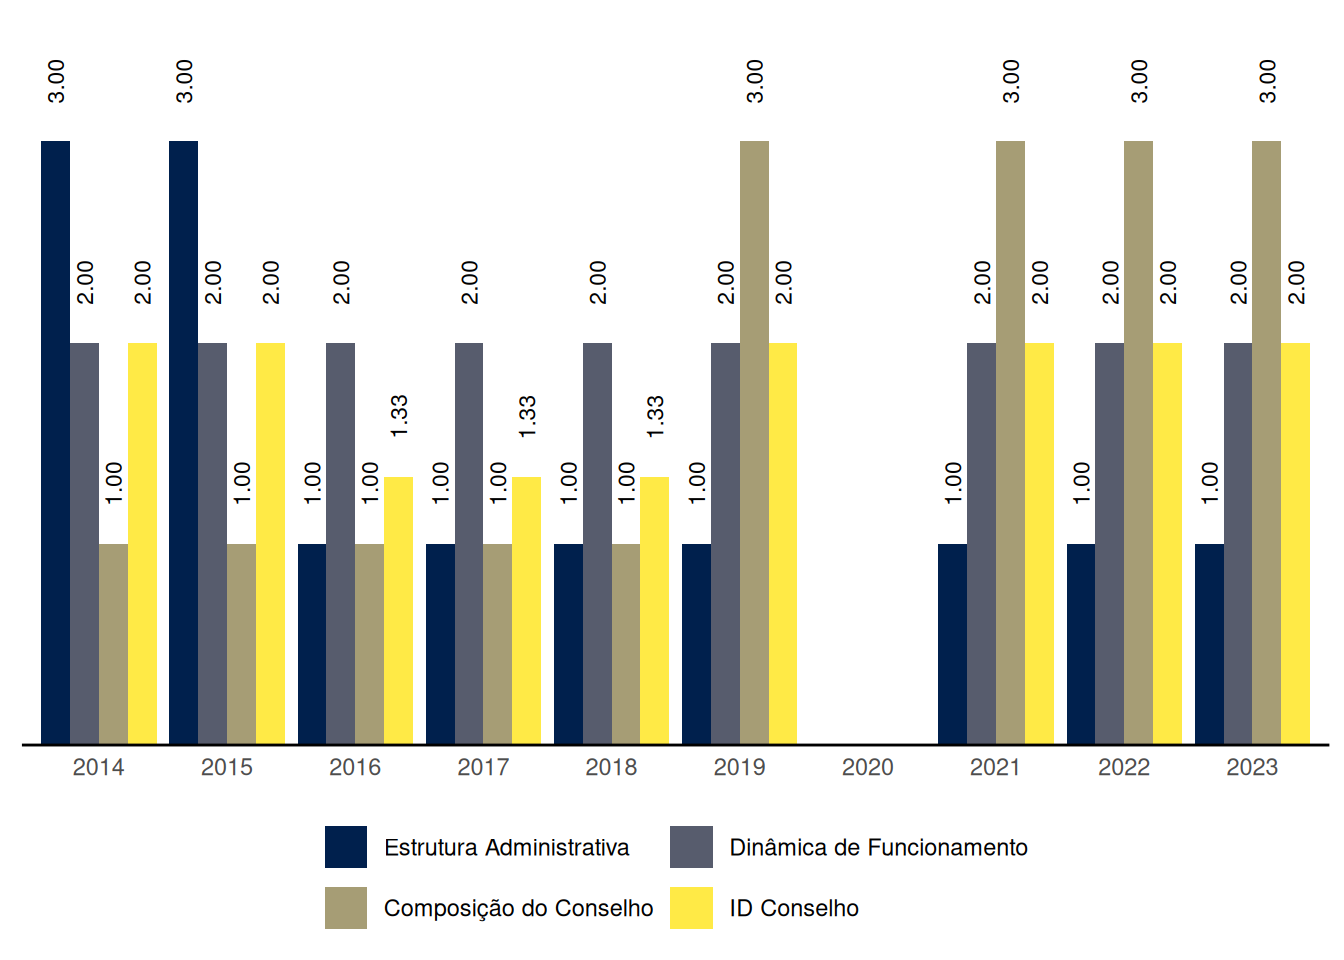 3.00 3.00 3.00 3.00 3.00 3.00
2.00 2.00 2.00 2.00 2.00 2.00 2.00 2.00 2.00 2.00 2.00 2.00 2.00 2.00 2.00
1.33 1.33 1.33
1.00 1.00 1.00 1.00 1.00 1.00 1.00 1.00 1.00 1.00 1.00 1.00
2014 2015 2016 2017 2018 2019 2020 2021 2022 2023
Estrutura Administrativa Dinâmica de Funcionamento
Composição do Conselho ID Conselho